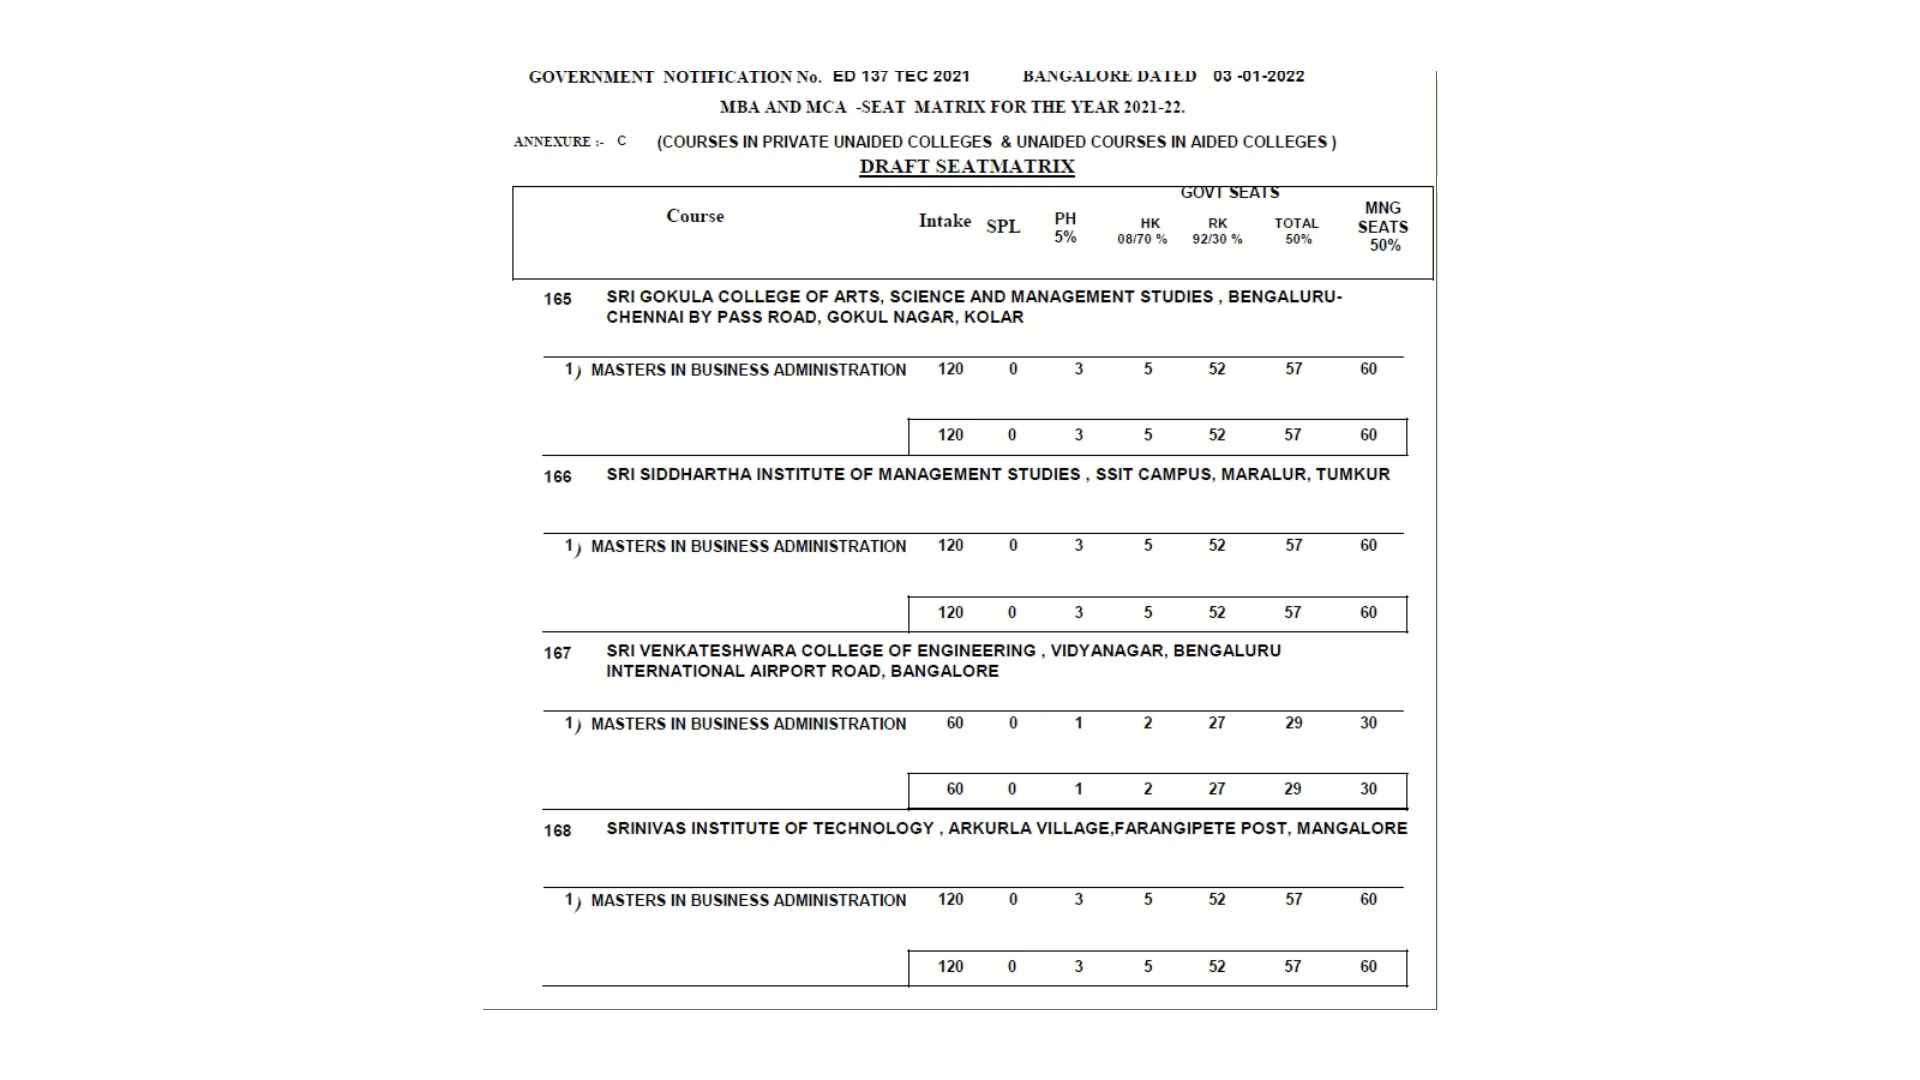 GOVERNMENT NOTIFICATION No. ED 137 TEC 2021 BANGALORE DATED 03 -01-2022
MBA AND MCA -SEAT MATRIX FOR THE YEAR 2021-22.
ANNEXURE :- C (COURSES IN PRIVATE UNAIDED COLLEGES & UNAIDED COURSES IN AIDED COLLEGES )
DRAFT SEATMATRIX
GOVT SEATS
Course Intake SPL PH 5% HK 08/70 % RK 92/30 % TOTAL 50% MNG SEATS 50%
165 SRI GOKULA COLLEGE OF ARTS, SCIENCE AND MANAGEMENT STUDIES , BENGALURU-
CHENNAI BY PASS ROAD, GOKUL NAGAR, KOLAR
1) MASTERS IN BUSINESS ADMINISTRATION 120 0 3 5 52 57 60
120 0 3 5 52 57 60
166 SRI SIDDHARTHA INSTITUTE OF MANAGEMENT STUDIES , SSIT CAMPUS, MARALUR, TUMKUR
1) MASTERS IN BUSINESS ADMINISTRATION 120 0 3 5 52 57 60
120 0 3 5 52 57 60
167 SRI VENKATESHWARA COLLEGE OF ENGINEERING , VIDYANAGAR, BENGALURU
INTERNATIONAL AIRPORT ROAD, BANGALORE
1) MASTERS IN BUSINESS ADMINISTRATION 60 0 1 2 27 29 30
60 0 1 2 27 29 30
168 SRINIVAS INSTITUTE OF TECHNOLOGY , ARKURLA VILLAGE,FARANGIPETE POST, MANGALORE
1) MASTERS IN BUSINESS ADMINISTRATION 120 0 3 5 52 57 60
120 0 3 5 52 57 60